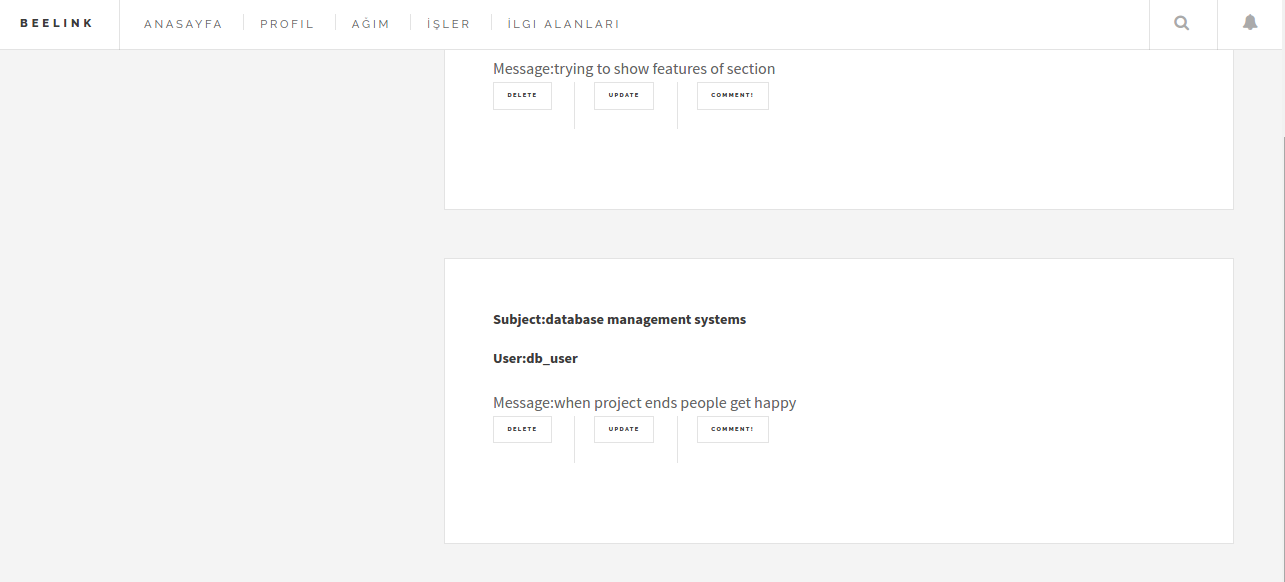 BEELINK ANASAYFA PROFIL AĞIM İŞLER İLGI ALANLARI
Message:trying to show features of section
DELETE UPDATE COMMENT!
Subject:database management systems
User:db_user
Message:when project ends people get happy
DELETE UPDATE COMMENT!